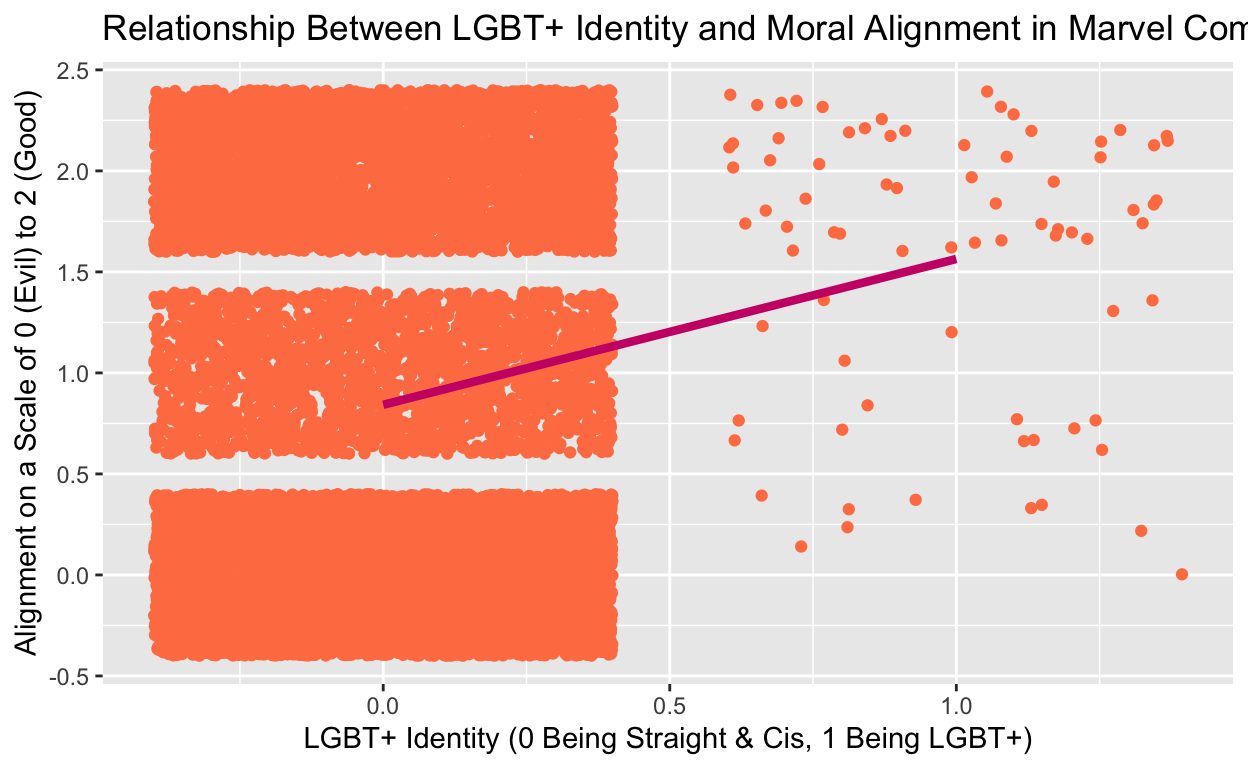 Relationship Between LGBT+ Identity and Moral Alignment in Marvel Com
Alignment on a Scale of 0 (Evil) to 2 (Good)
2.5
2.0
1.5
1.0
0.5
0.0
-0.5
0.0 0.5 1.0
LGBT+ Identity (0 Being Straight & Cis, 1 Being LGBT+)